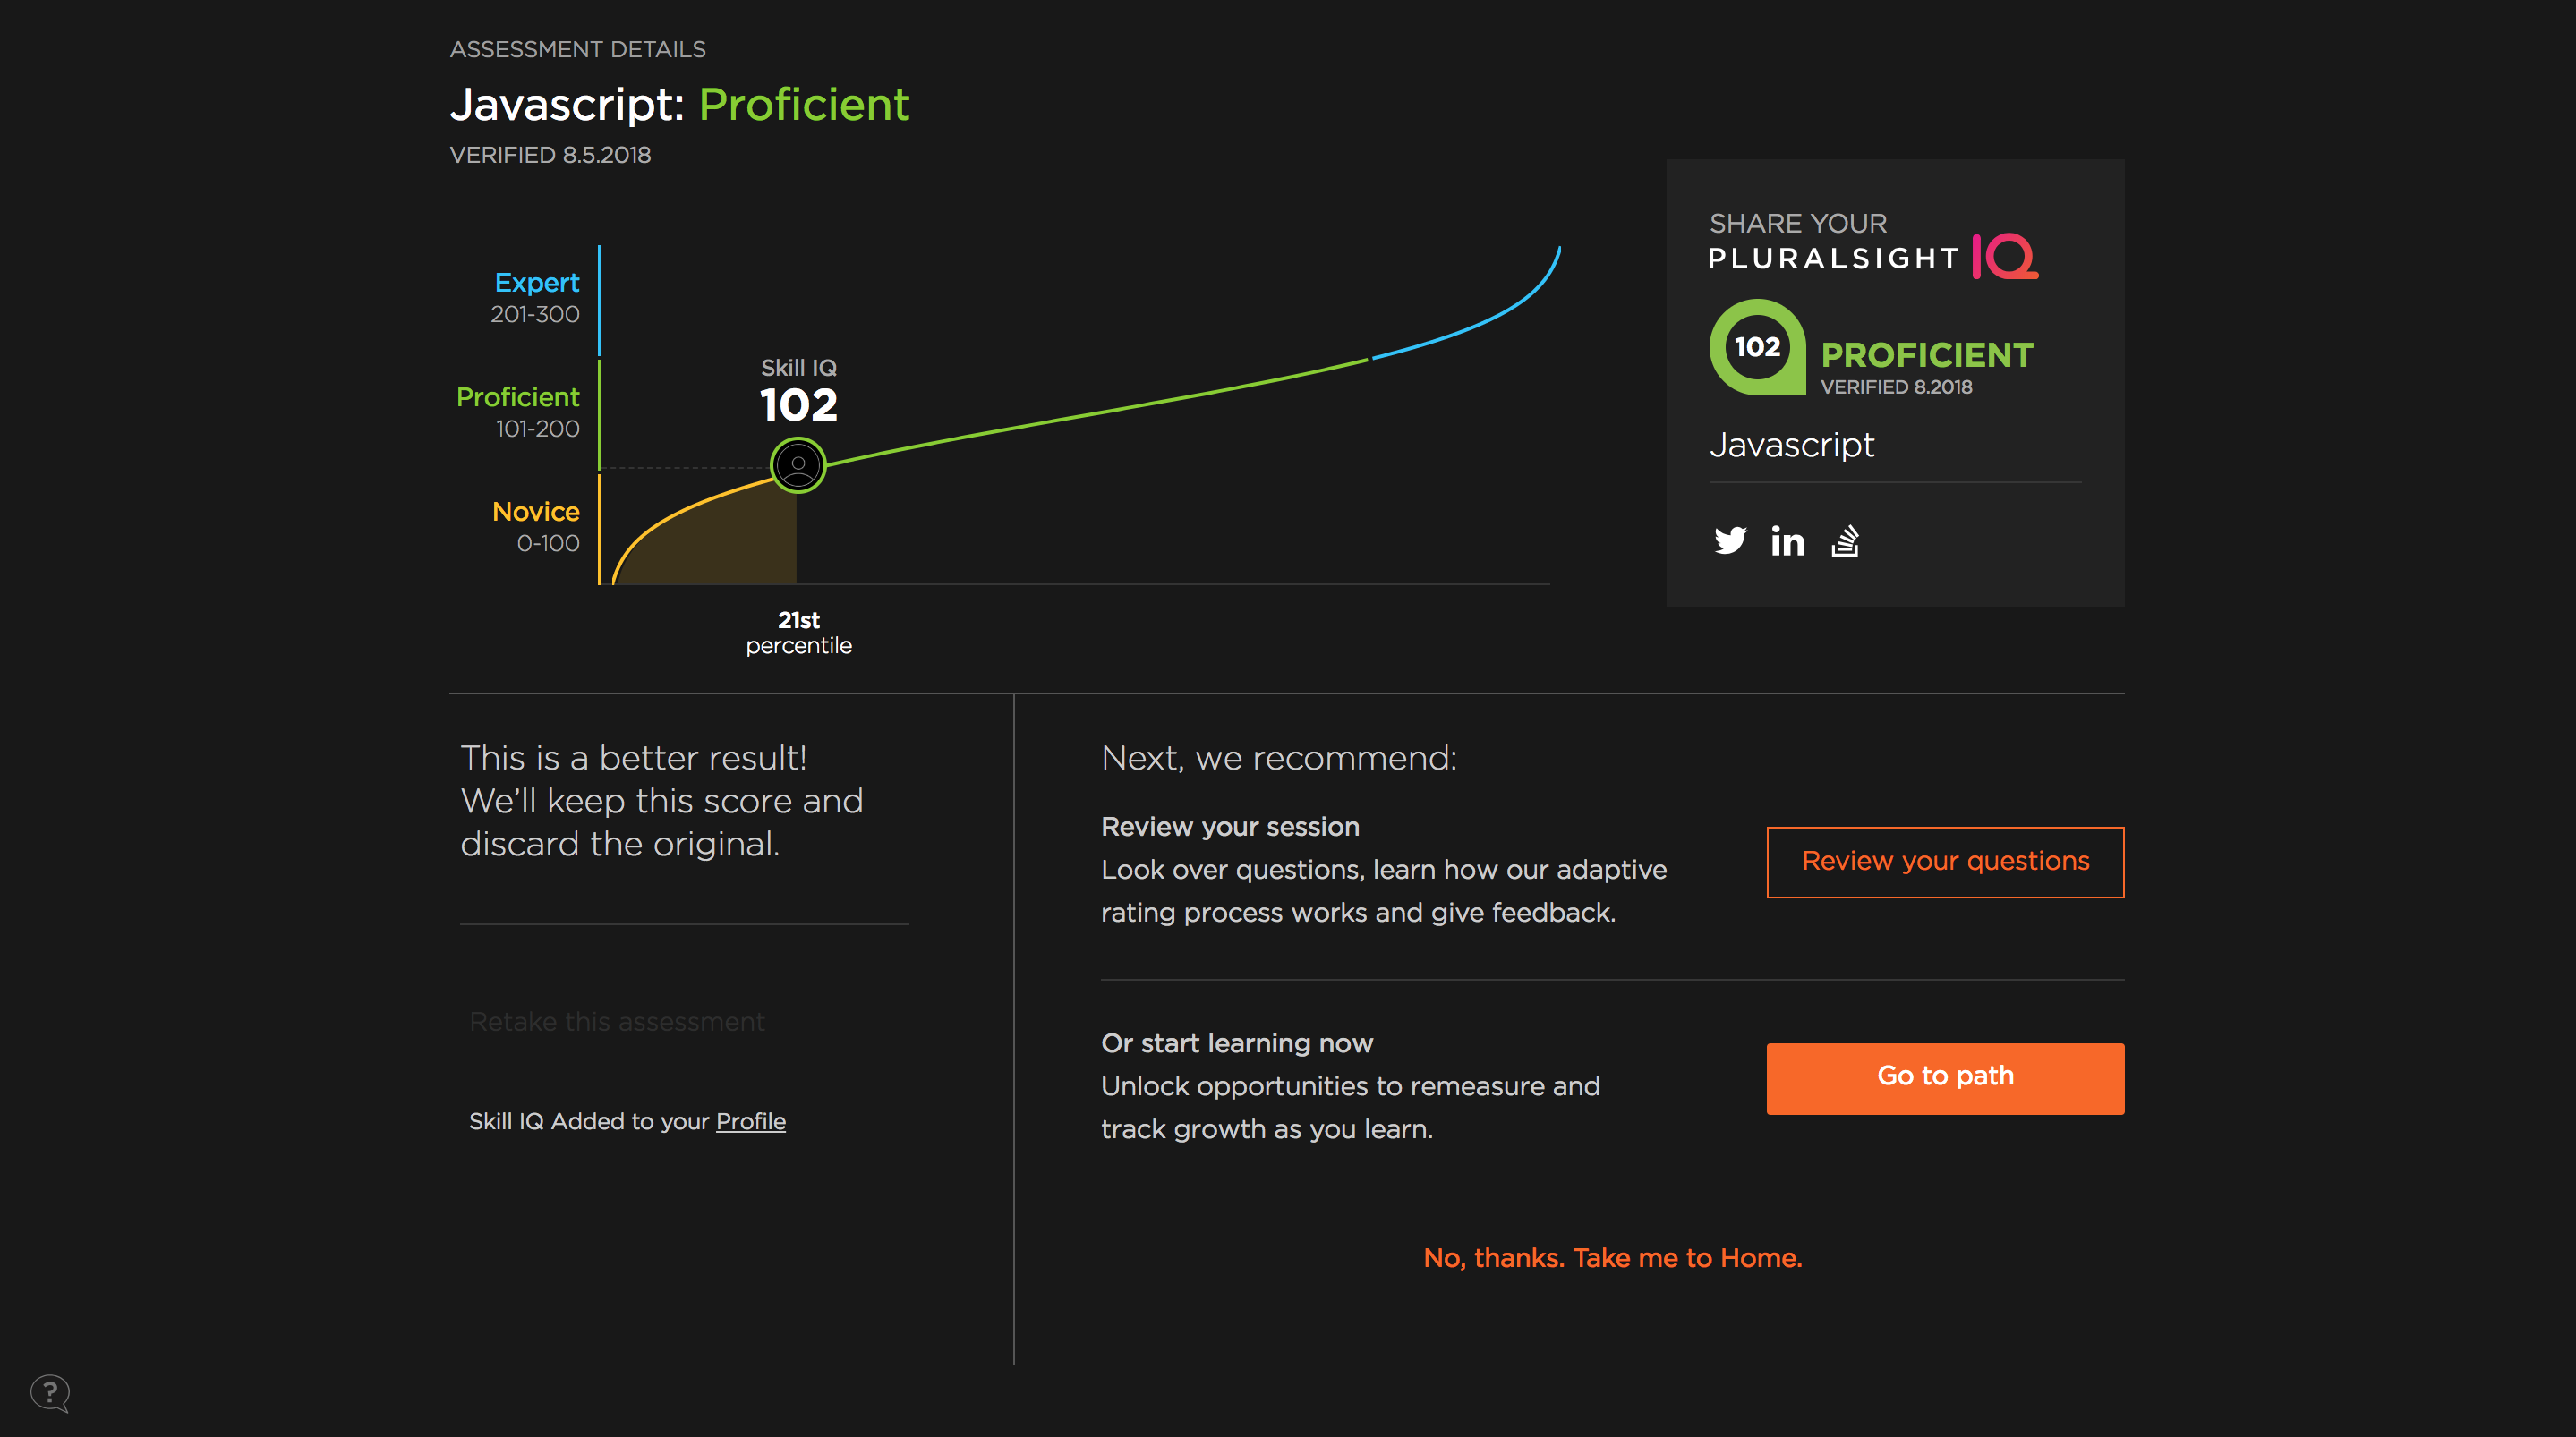 ASSESSMENT DETAILS
Javascript: Proficient
VERIFIED 8.5.2018
Expert
201-300
Proficient
101-200
Novice
0-100
Skill IQ
102
21st
percentile
SHARE YOUR
PLURALSIGHT IQ
102
PROFICIENT
VERIFIED 8.2018
Javascript
in
This is a better result!
We’ll keep this score and
discard the original.
Retake this assessment
Skill IQ Added to your Profile
Next, we recommend:
Review your session
Look over questions, learn how our adaptive
rating process works and give feedback.
Review your questions
Or start learning now
Unlock opportunities to remeasure and
track growth as you learn.
Go to path
No, thanks. Take me to Home.
?